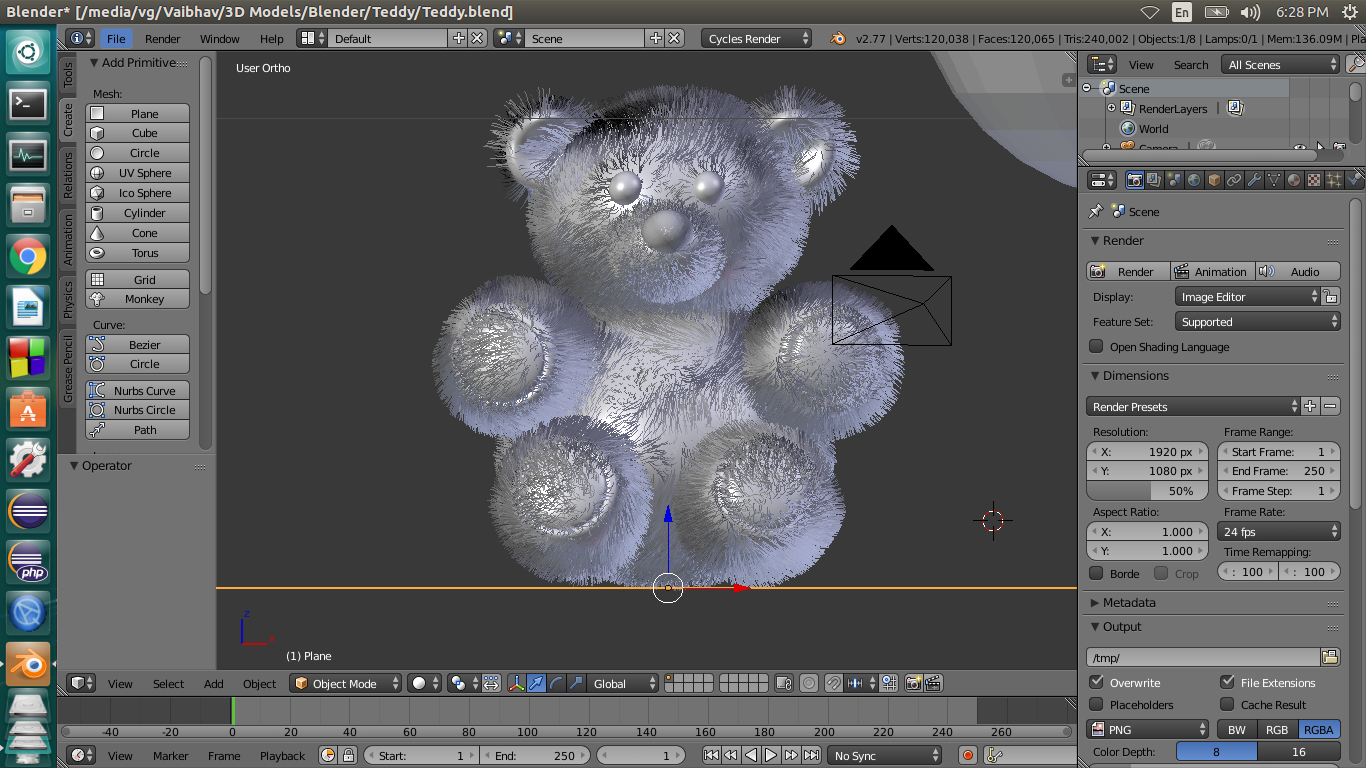 Blender* [/media/vg/Vaibhav/3D Models/Blender/Teddy/Teddy.blend]
En
6:28 PM
File Render Window Help
Default
Scene
Cycles Render
v2.77 | Verts:120,038 | Faces:120,065 | Tris:240,002 | Objects:1/8 | Lamps:0/1 | Mem:136.09M | Pla
Tools
Create
Relations
Animation
Physics
Grease Pencil
Add Primitive
Mesh:
Plane
Cube
Circle
UV Sphere
Ico Sphere
Cylinder
Cone
Torus
Grid
Monkey
Curve:
Bezier
Circle
Nurbs Curve
Nurbs Circle
Path
Operator
User Ortho
z
x
(1) Plane
View Select Add Object
Object Mode
Global
-40 -20 0 20 40 60 80 100 120 140 160 180 200 220 240 260
View Marker Frame Playback
Start: 1
End: 250
1
No Sync
View Search
All Scenes
Scene
RenderLayers
World
Camera
Scene
Render
Render Animation Audio
Display: Image Editor
Feature Set: Supported
Open Shading Language
Dimensions
Render Presets
Resolution: Frame Range:
X: 1920 px Start Frame: 1
Y: 1080 px End Frame: 250
50% Frame Step: 1
Aspect Ratio: Frame Rate:
X: 1.000 24 fps
Y: 1.000 Time Remapping:
Borde Crop : 100 : 100
Metadata
Output
/tmp/
Overwrite File Extensions
Placeholders Cache Result
PNG BW RGB RGBA
Color Depth: 8 16
php